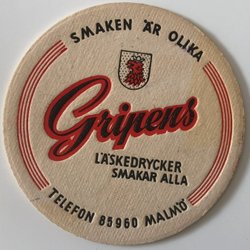 SMAKEN ÄR OLIKA
Gripens
LÄSKEDRYCKER
SMAKAR ALLA
TELEFON 85960 MALMÖ